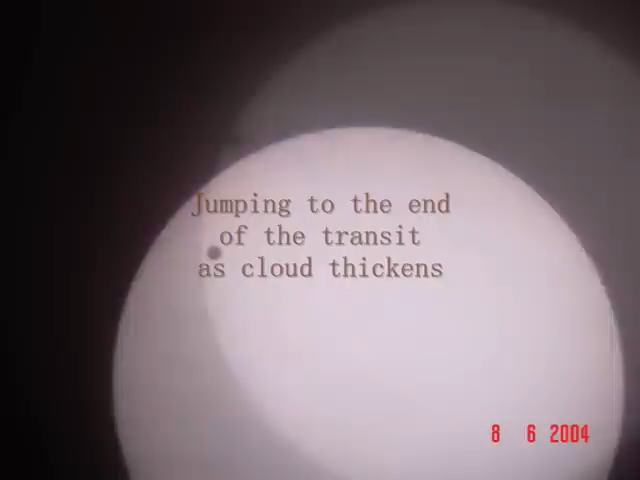 Jumping to the end
of the transit
as cloud thickens
8 6 2004